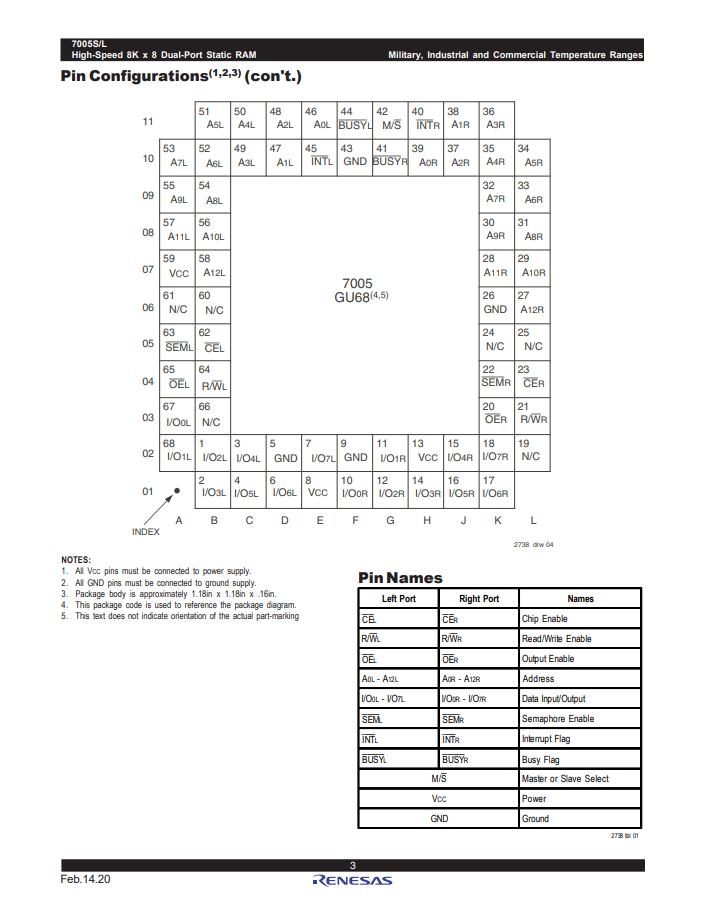 7005S/L
High-Speed 8K x 8 Dual-Port Static RAM Military, Industrial and Commercial Temperature Ranges
Pin Configurations(1,2,3) (con't.)
11 51 A5L 50 A4L 48 A2L 46 A0L 44 BUSYL 42 M/S 40 INTR 38 A1R 36 A3R
10 53 A7L 52 A6L 49 A3L 47 A1L 45 INTL 43 GND 41 BUSYR 39 A0R 37 A2R 35 A4R 34 A5R
09 55 A9L 54 A8L 32 A7R 33 A6R
08 57 A11L 56 A10L 30 A9R 31 A8R
07 59 VCC 58 A12L 28 A11R 29 A10R
7005
GU68(4,5)
06 61 N/C 60 N/C 26 GND 27 A12R
05 63 SEML 62 CEL 24 N/C 25 N/C
04 65 OEL 64 R/WL 22 SEMR 23 CER
03 67 I/O0L 66 N/C 20 OER 21 R/WR
02 68 I/O1L 1 I/O2L 3 I/O4L 5 GND 7 I/O7L 9 GND 11 I/O1R 13 VCC 15 I/O4R 18 I/O7R 19 N/C
01 2 I/O3L 4 I/O5L 6 I/O6L 8 VCC 10 I/O0R 12 I/O2R 14 I/O3R 16 I/O5R 17 I/O6R
A B C D E F G H J K L
INDEX
2738 drw 04
NOTES:
1. All Vcc pins must be connected to power supply.
2. All GND pins must be connected to ground supply.
3. Package body is approximately 1.18in x 1.18in x .16in.
4. This package code is used to reference the package diagram.
5. This text does not indicate orientation of the actual part-marking
Pin Names
Left Port Right Port Names
CEL CER Chip Enable
R/WL R/WR Read/Write Enable
OEL OER Output Enable
A0L - A12L A0R - A12R Address
I/O0L - I/O7L I/O0R - I/O7R Data Input/Output
SEML SEMR Semaphore Enable
INTL INTR Interrupt Flag
BUSYL BUSYR Busy Flag
M/S Master or Slave Select
VCC Power
GND Ground
2738 tbl 01
3
Feb.14.20 RENESAS